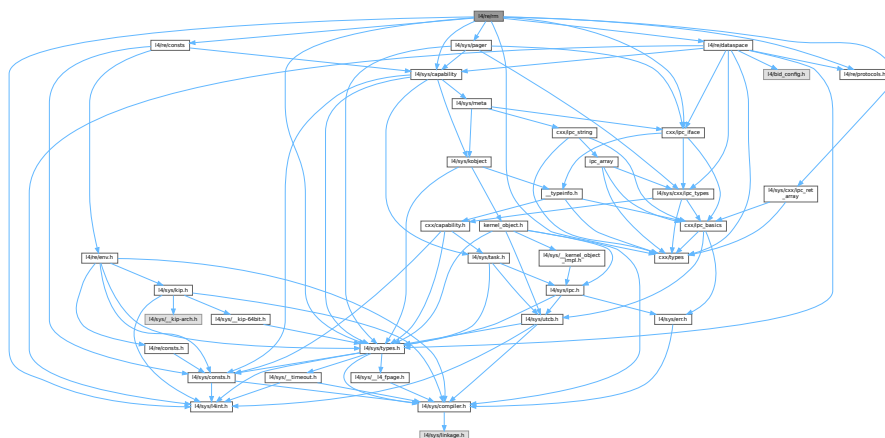 l4/re/rm
l4/re/consts
l4/sys/pager
l4/re/dataspace
l4/sys/capability
l4/bid_config.h
l4/re/protocols.h
l4/sys/meta
cxx/ipc_string
cxx/ipc_iface
l4/sys/kobject
ipc_array
__typeinfo.h
l4/sys/cxx/ipc_types
l4/sys/cxx/ipc_ret
_array
cxx/capability.h
kernel_object.h
cxx/ipc_basics
l4/re/env.h
l4/sys/task.h
l4/sys/__kernel_object
_impl.h
cxx/types
l4/sys/kip.h
l4/sys/ipc.h
l4/sys/__kip-arch.h
l4/sys/__kip-64bit.h
l4/sys/utcb.h
l4/sys/err.h
l4/re/consts.h
l4/sys/types.h
l4/sys/consts.h
l4/sys/__timeout.h
l4/sys/__l4_fpage.h
l4/sys/l4int.h
l4/sys/compiler.h
l4/sys/linkage.h